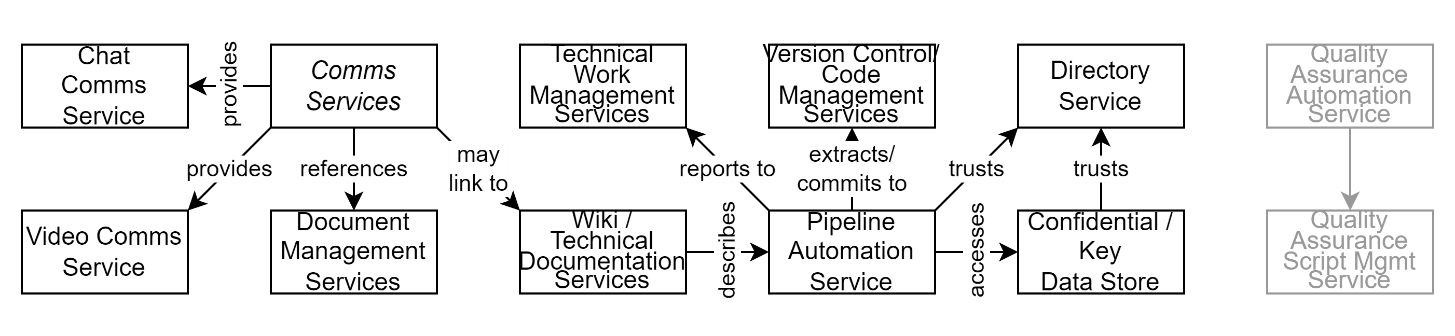 Chat
Comms
Service
provides
Comms
Services
Technical
Work
Management
Services
Version Control/
Code
Management
Services
Directory
Service
Quality
Assurance
Automation
Service
provides
references
may
link to
reports to
extracts/
commits to
trusts
trusts
Video Comms
Service
Document
Management
Services
Wiki /
Technical
Documentation
Services
describes
Pipeline
Automation
Service
accesses
Confidential /
Key
Data Store
Quality
Assurance
Script Mgmt
Service